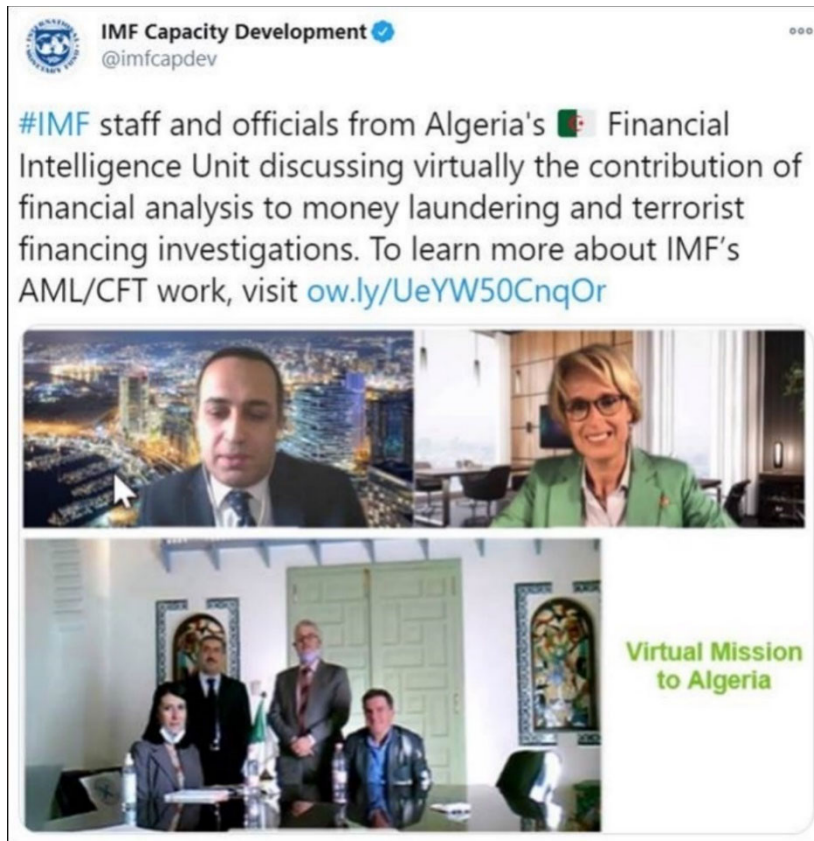 IMF Capacity Development
@imfcapdev
#IMF staff and officials from Algeria's 🇩🇿 Financial
Intelligence Unit discussing virtually the contribution of
financial analysis to money laundering and terrorist
financing investigations. To learn more about IMF's
AML/CFT work, visit ow.ly/UeYW50CnqOr
Virtual Mission
to Algeria